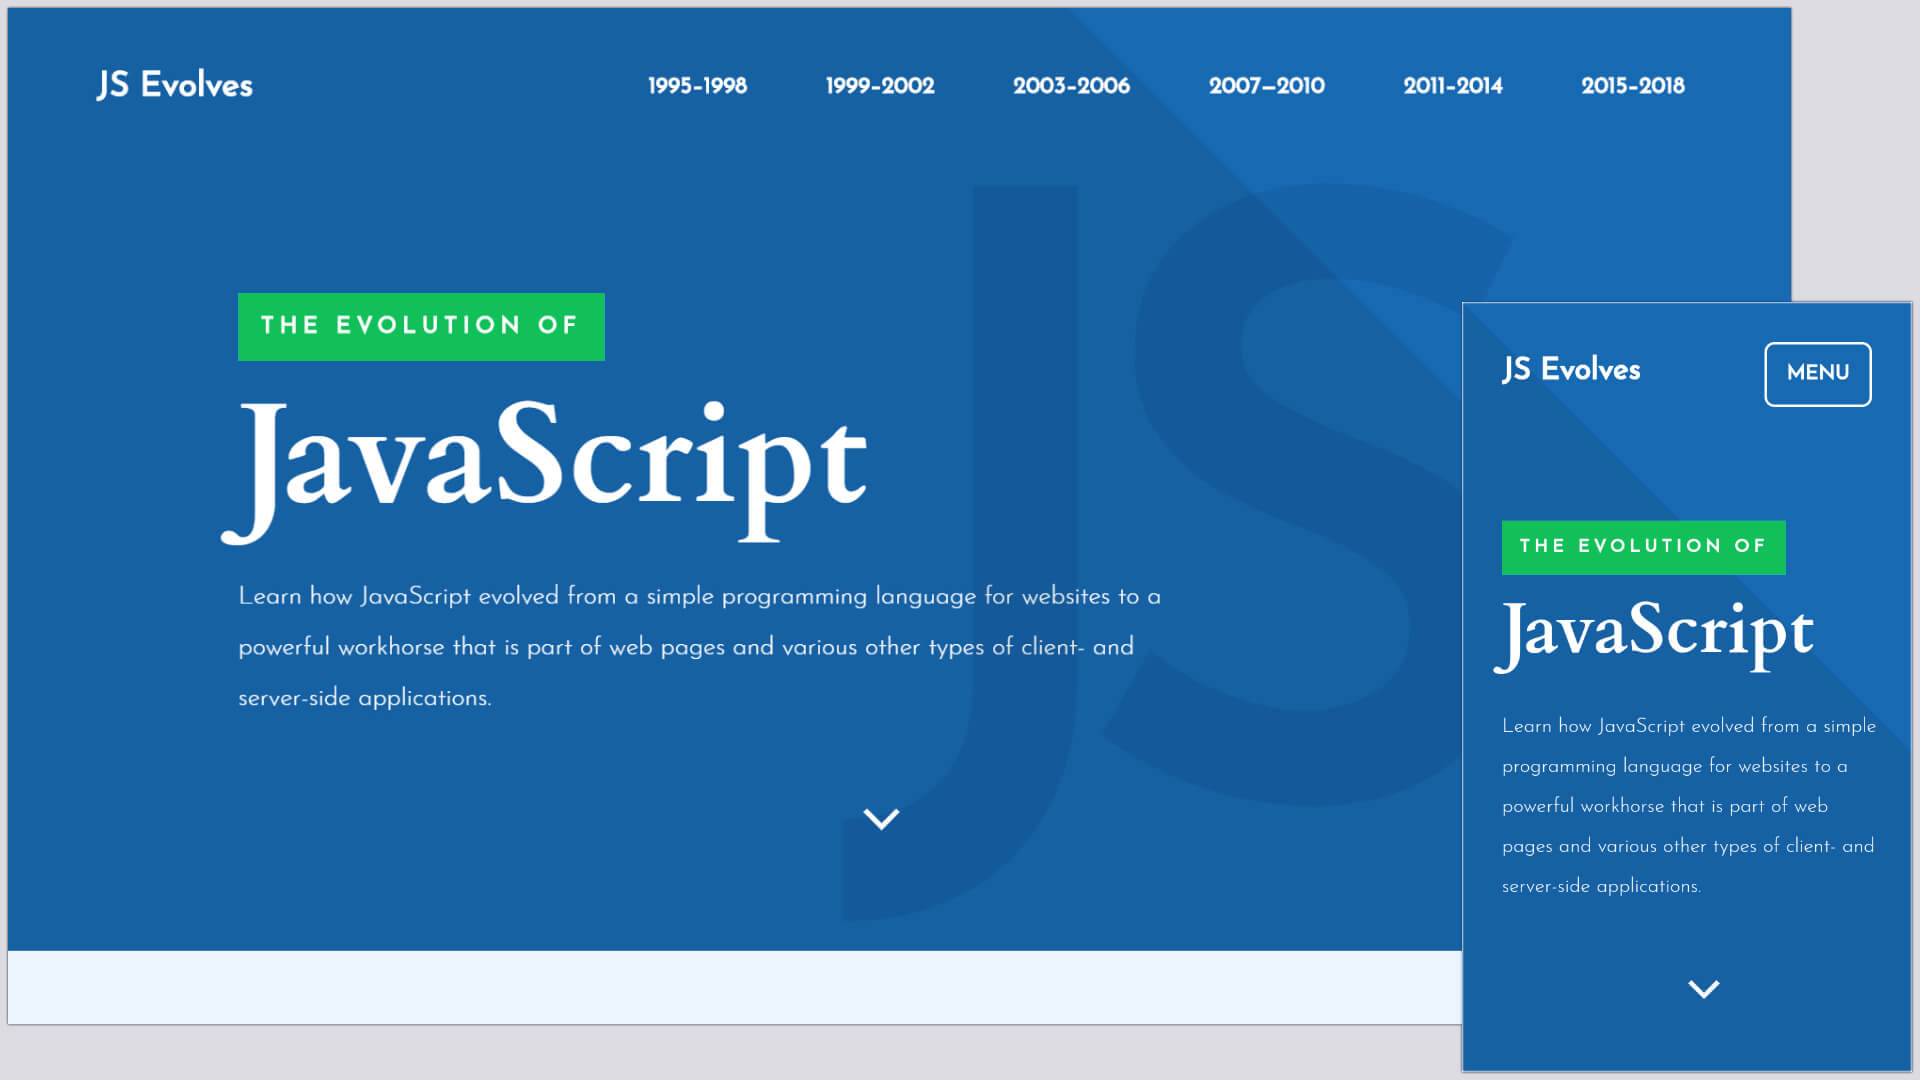 JS Evolves
1995–1998
1999–2002
2003–2006
2007—2010
2011–2014
2015–2018
JS
THE EVOLUTION OF
JavaScript
Learn how JavaScript evolved from a simple programming language for websites to a
powerful workhorse that is part of web pages and various other types of client- and
server-side applications.
JS Evolves
MENU
THE EVOLUTION OF
JavaScript
Learn how JavaScript evolved from a simple
programming language for websites to a
powerful workhorse that is part of web
pages and various other types of client- and
server-side applications.